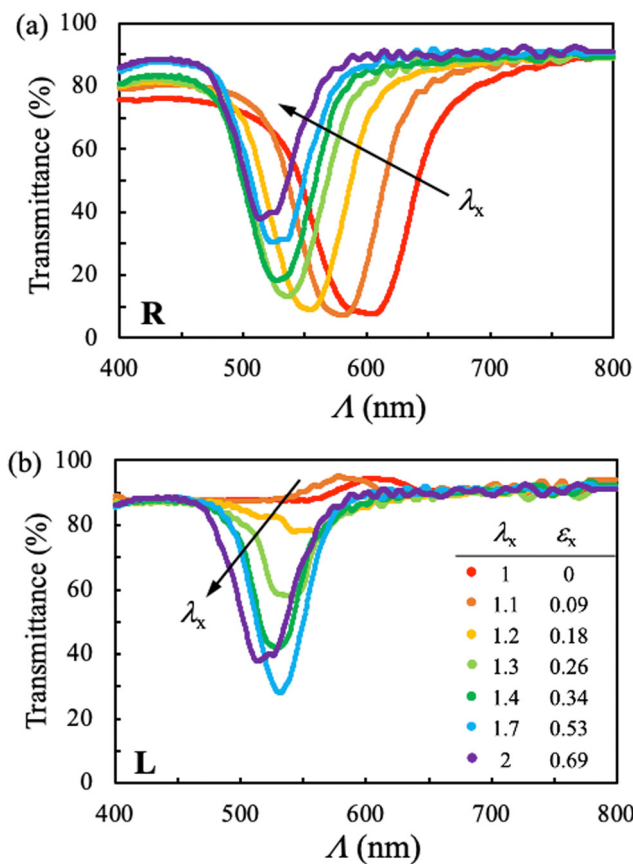 (a)
100
80
60
40
20
0
Transmittance (%)
λx
R
400 500 600 700 800
Λ (nm)
(b)
100
80
60
40
20
0
Transmittance (%)
λx
L
λx εx
1 0
1.1 0.09
1.2 0.18
1.3 0.26
1.4 0.34
1.7 0.53
2 0.69
400 500 600 700 800
Λ (nm)